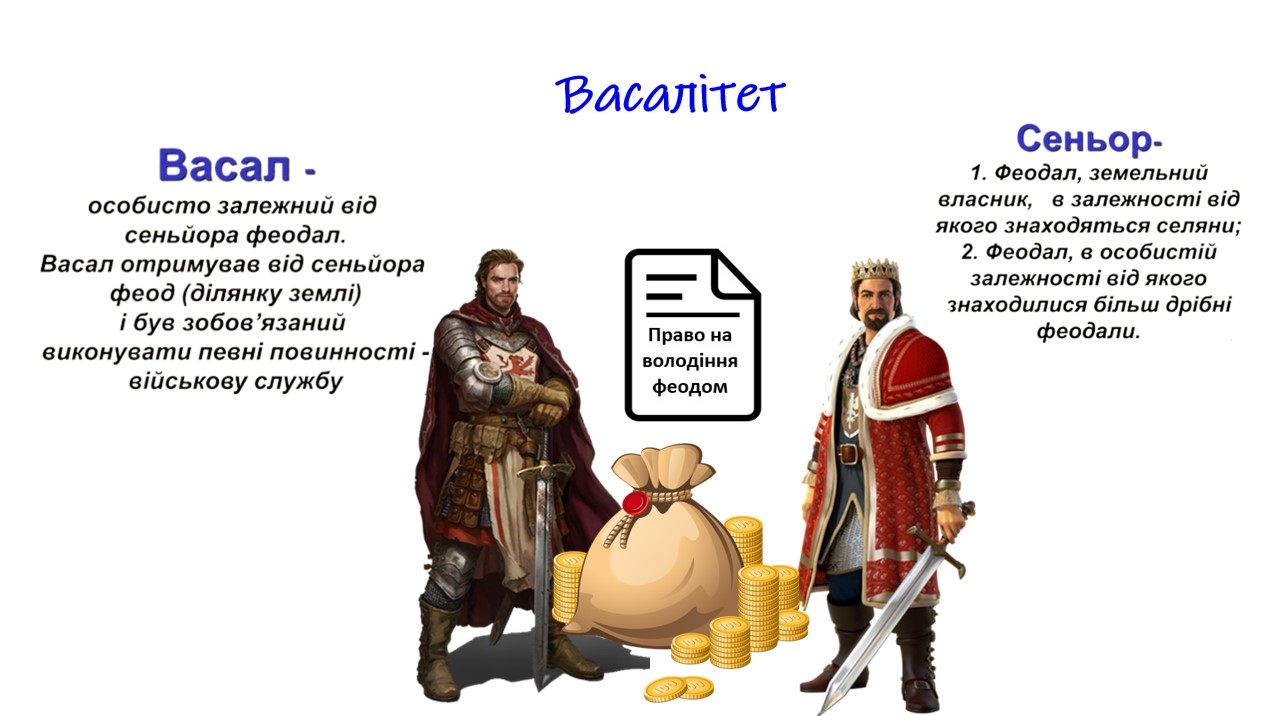 Васалітет
Васал -
особисто залежний від
сеньйора феодал.
Васал отримував від сеньйора
феод (ділянку землі)
і був зобов’язаний
виконувати певні повинності -
військову службу
Право на
володіння
феодом
Сеньор-
1. Феодал, земельний
власник, в залежності від
якого знаходяться селяни;
2. Феодал, в особистій
залежності від якого
знаходилися більш дрібні
феодали.